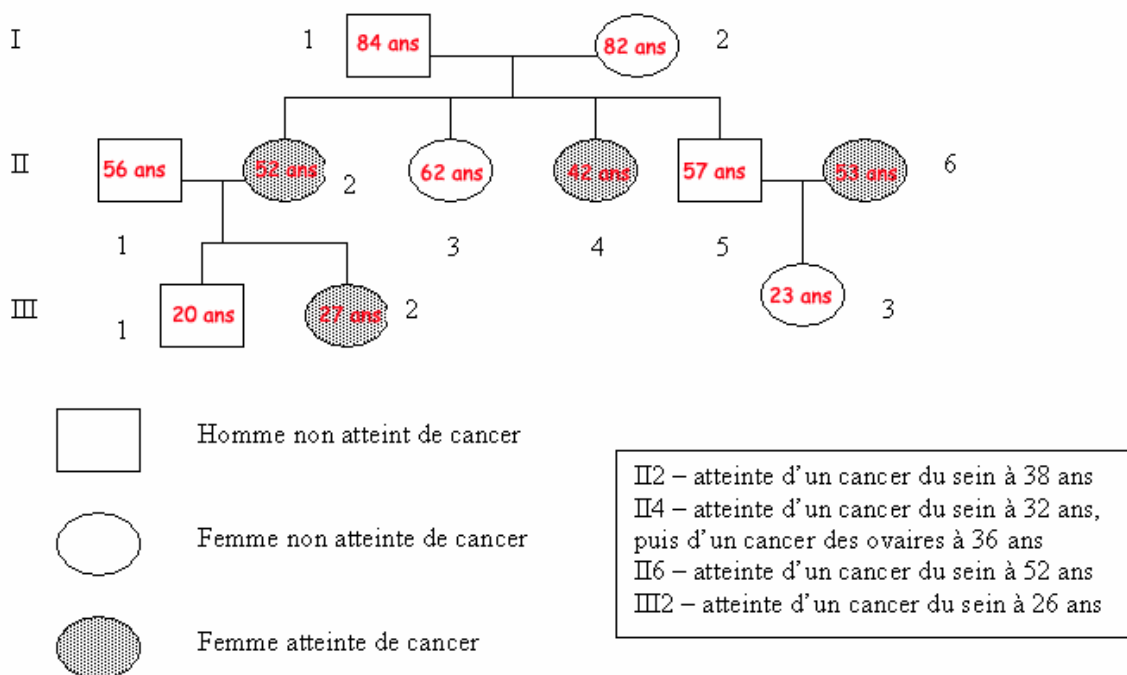 I 1 84 ans 82 ans 2
II 56 ans 52 ans 2 62 ans 42 ans 57 ans 53 ans 6
1 3 4 5
III 1 20 ans 27 ans 2 23 ans 3
Homme non atteint de cancer
Femme non atteinte de cancer
Femme atteinte de cancer
II2 – atteinte d'un cancer du sein à 38 ans
II4 – atteinte d'un cancer du sein à 32 ans,
puis d'un cancer des ovaires à 36 ans
II6 – atteinte d'un cancer du sein à 52 ans
III2 – atteinte d'un cancer du sein à 26 ans